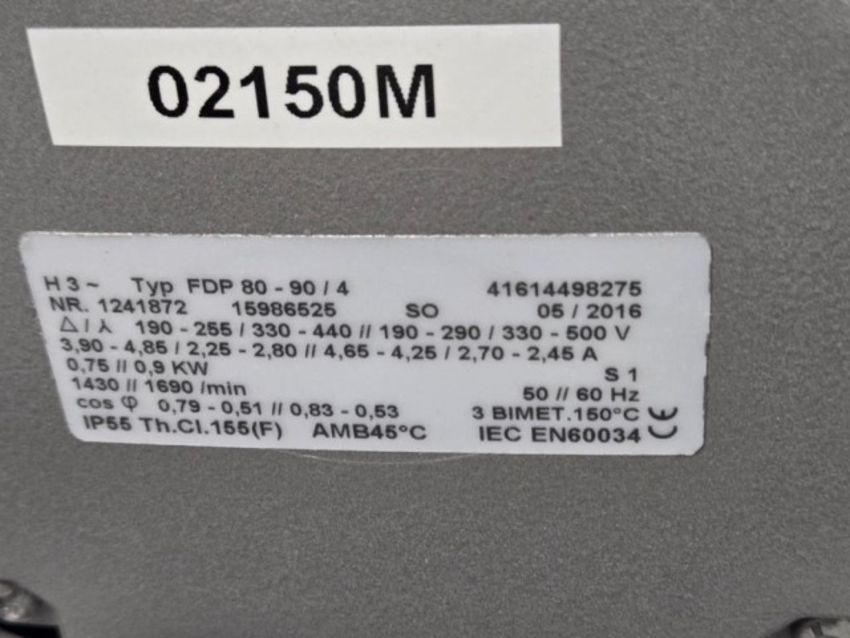 02150M
H 3 ~ Typ FDP 80 - 90 / 4 41614498275
NR. 1241872 15986525 SO 05 / 2016
△ / ⅄ 190 - 255 / 330 - 440 // 190 - 290 / 330 - 500 V
3,90 - 4,85 / 2,25 - 2,80 // 4,65 - 4,25 / 2,70 - 2,45 A
0,75 // 0,9 KW S 1
1430 // 1690 /min 50 // 60 Hz
cos φ 0,79 - 0,51 // 0,83 - 0,53 3 BIMET.150°C CE
IP55 Th.Cl.155(F) AMB45°C IEC EN60034